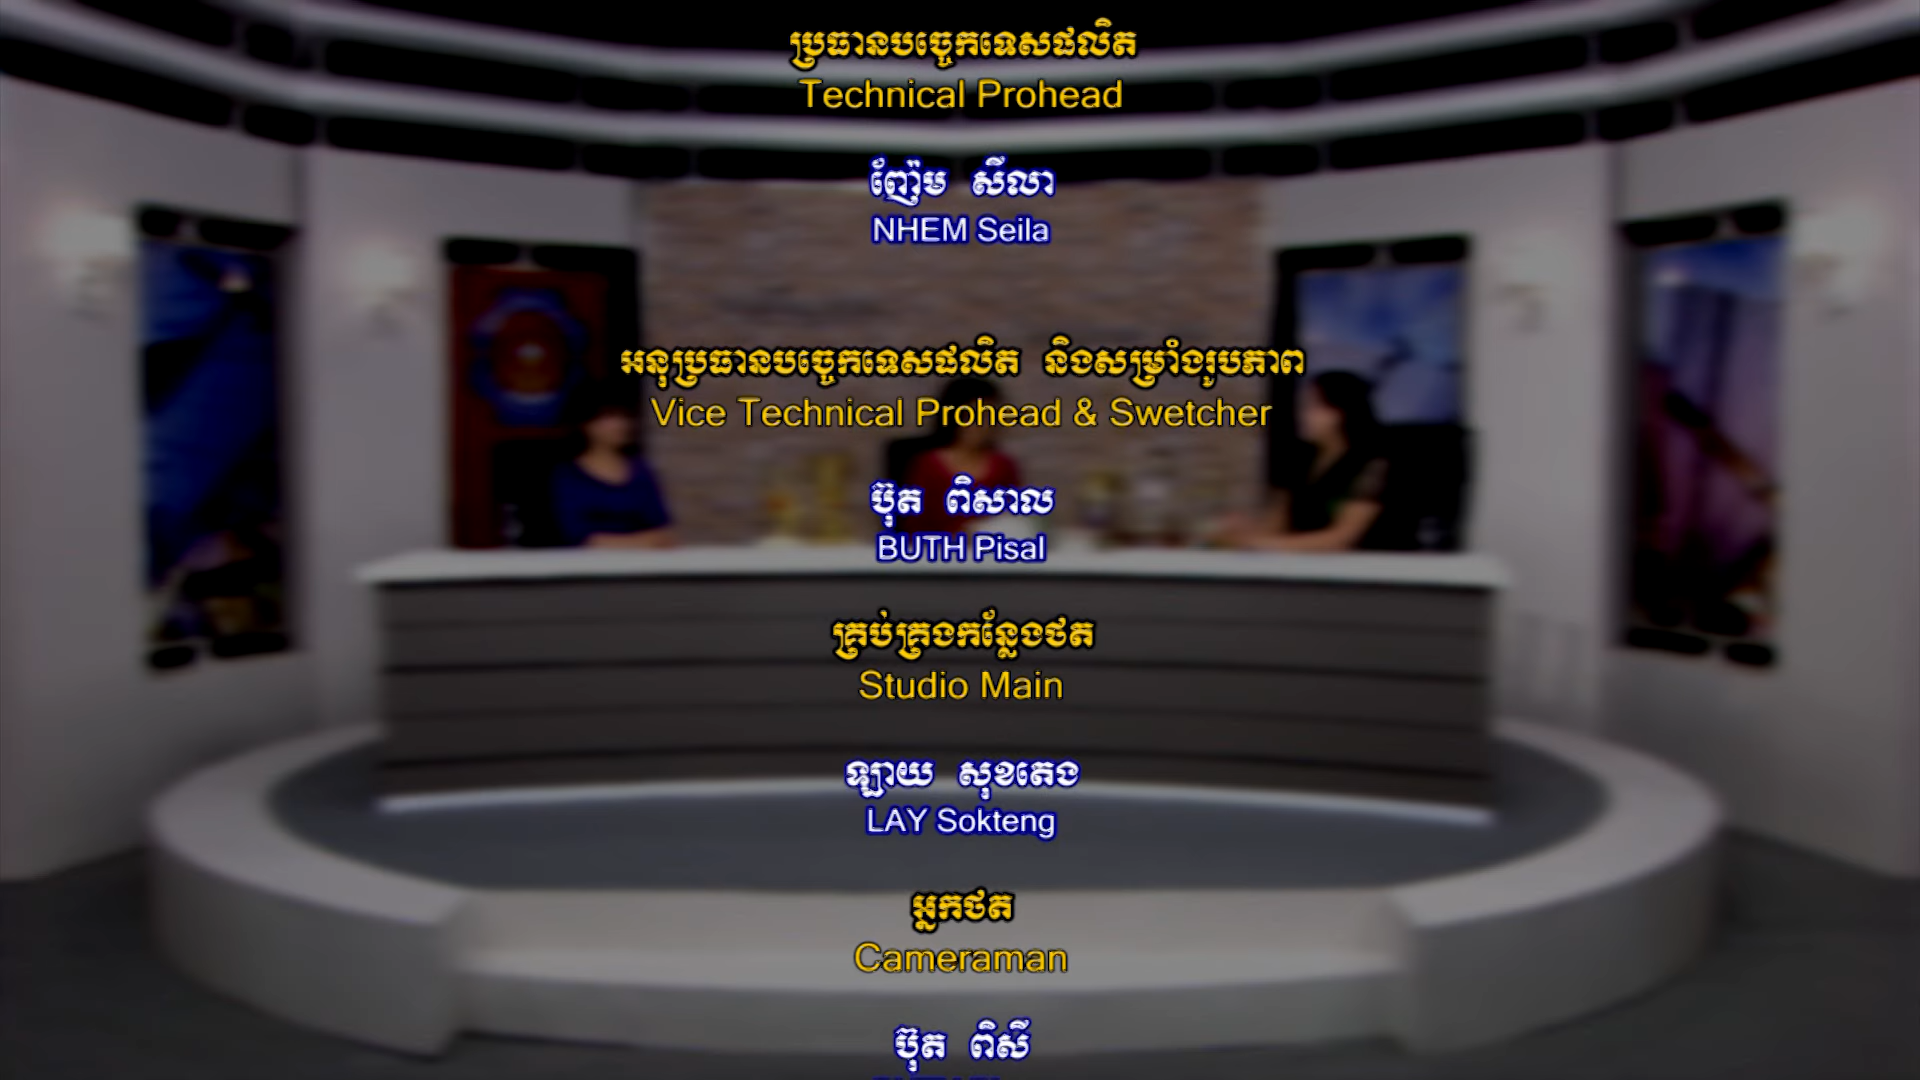 ប្រធានបច្ចេកទេសផលិត
Technical Prohead
ញ៉ែម សីលា
NHEM Seila
អនុប្រធានបច្ចេកទេសផលិត និងសម្រាំងរូបភាព
Vice Technical Prohead & Swetcher
ប៊ុត ពិសាល
BUTH Pisal
គ្រប់គ្រងកន្លែងថត
Studio Main
ឡាយ សុខតេង
LAY Sokteng
អ្នកថត
Cameraman
ប៊ុត ពិសី